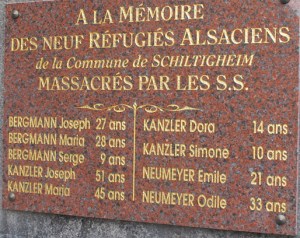 A LA MÉMOIRE
DES NEUF RÉFUGIÉS ALSACIENS
de la Commune de SCHILTIGHEIM
MASSACRÉS PAR LES S.S.
BERGMANN Joseph 27 ans
BERGMANN Maria 28 ans
BERGMANN Serge 9 ans
KANZLER Joseph 51 ans
KANZLER Maria 45 ans
KANZLER Dora 14 ans
KANZLER Simone 10 ans
NEUMEYER Emile 21 ans
NEUMEYER Odile 33 ans